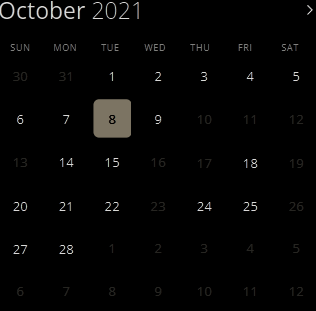 October 2021 >
SUN MON TUE WED THU FRI SAT
30 31 1 2 3 4 5
6 7 8 9 10 11 12
13 14 15 16 17 18 19
20 21 22 23 24 25 26
27 28 1 2 3 4 5
6 7 8 9 10 11 12